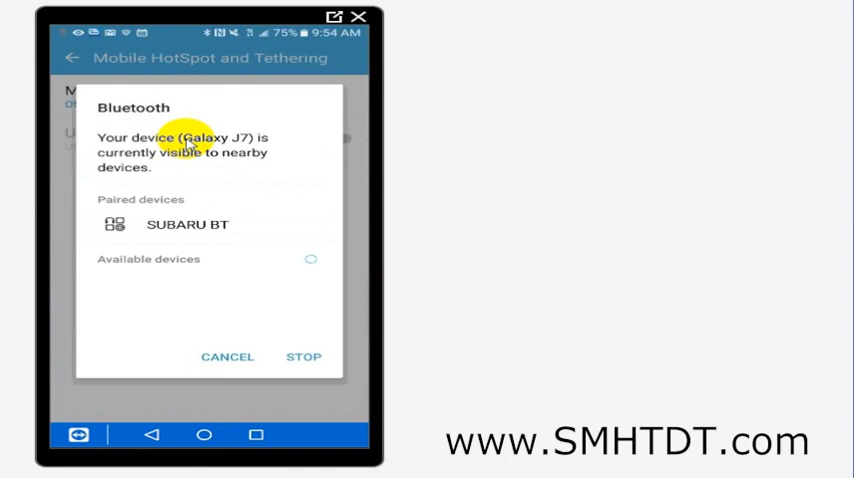 75% 9:54 AM
Mobile HotSpot and Tethering
Bluetooth
Your device (Galaxy J7) is
currently visible to nearby
devices.
Paired devices
SUBARU BT
Available devices
CANCEL STOP
www.SMHTDT.com